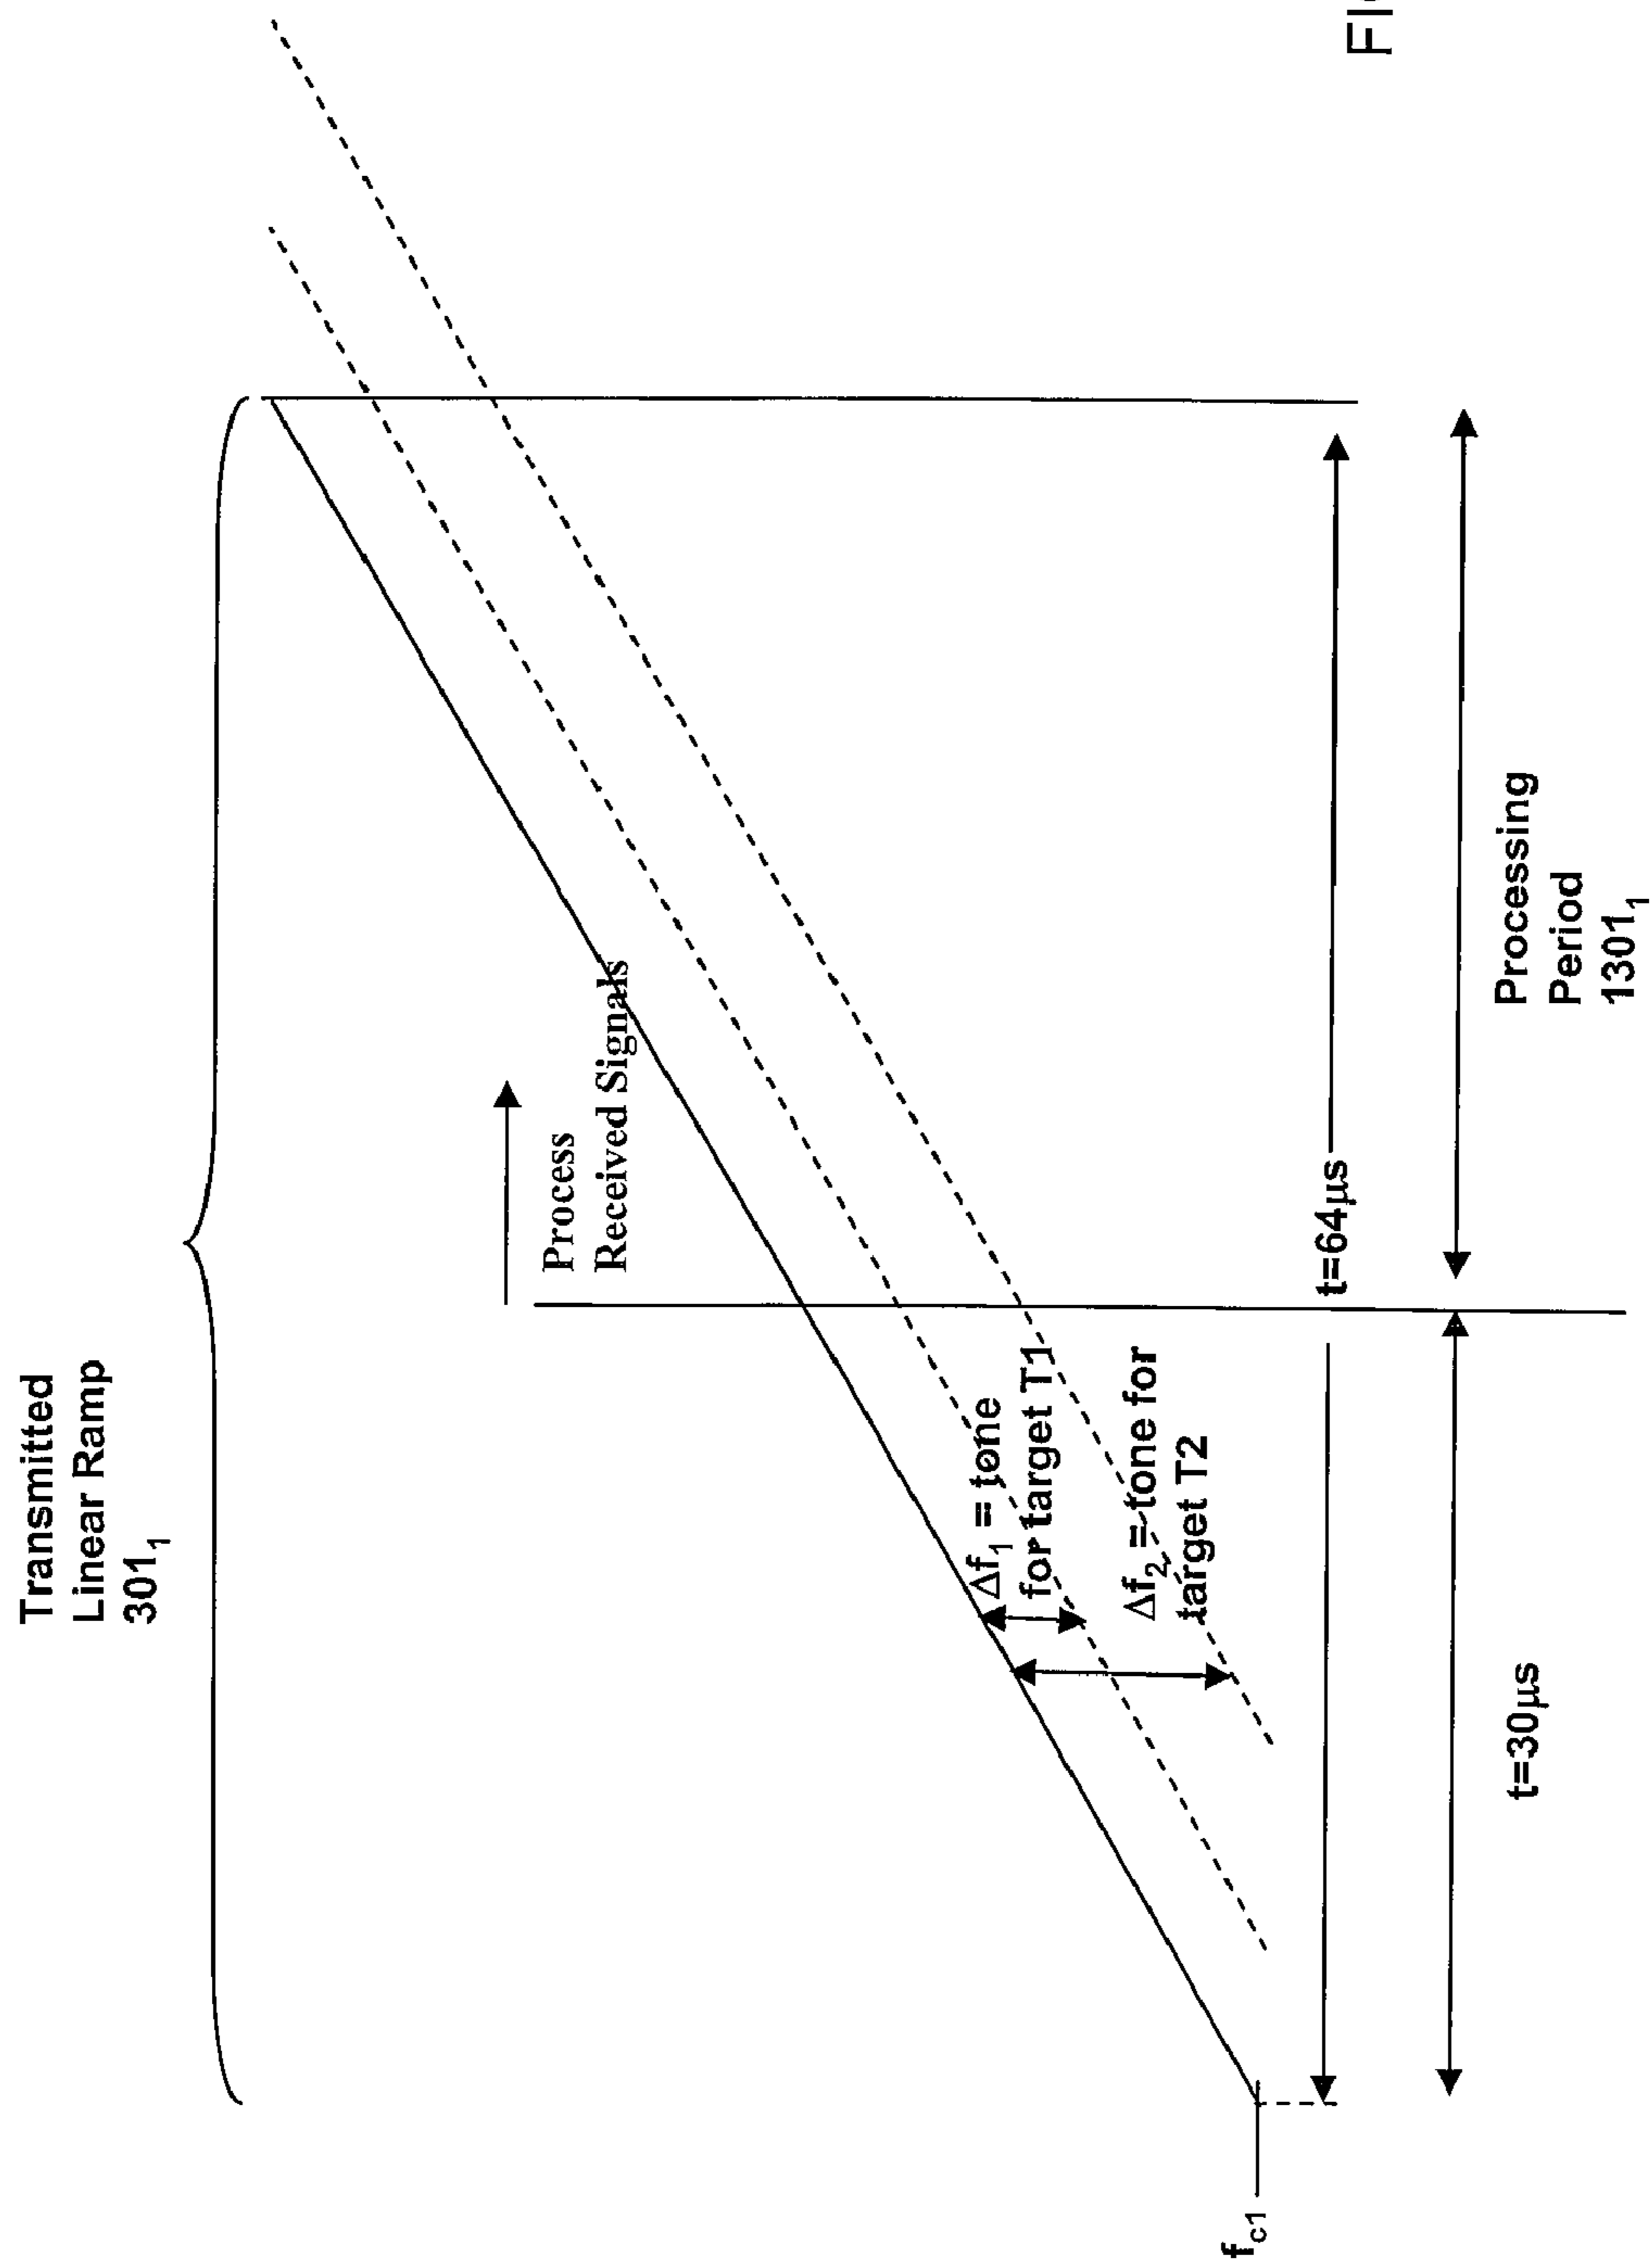 Transmitted
Linear Ramp
301₁
Process
Received Signals
Δf₁ = tone
for target T1
Δf₂ = tone for
target T2
fc1
t=64μs
t=30μs
Processing
Period
1301₁